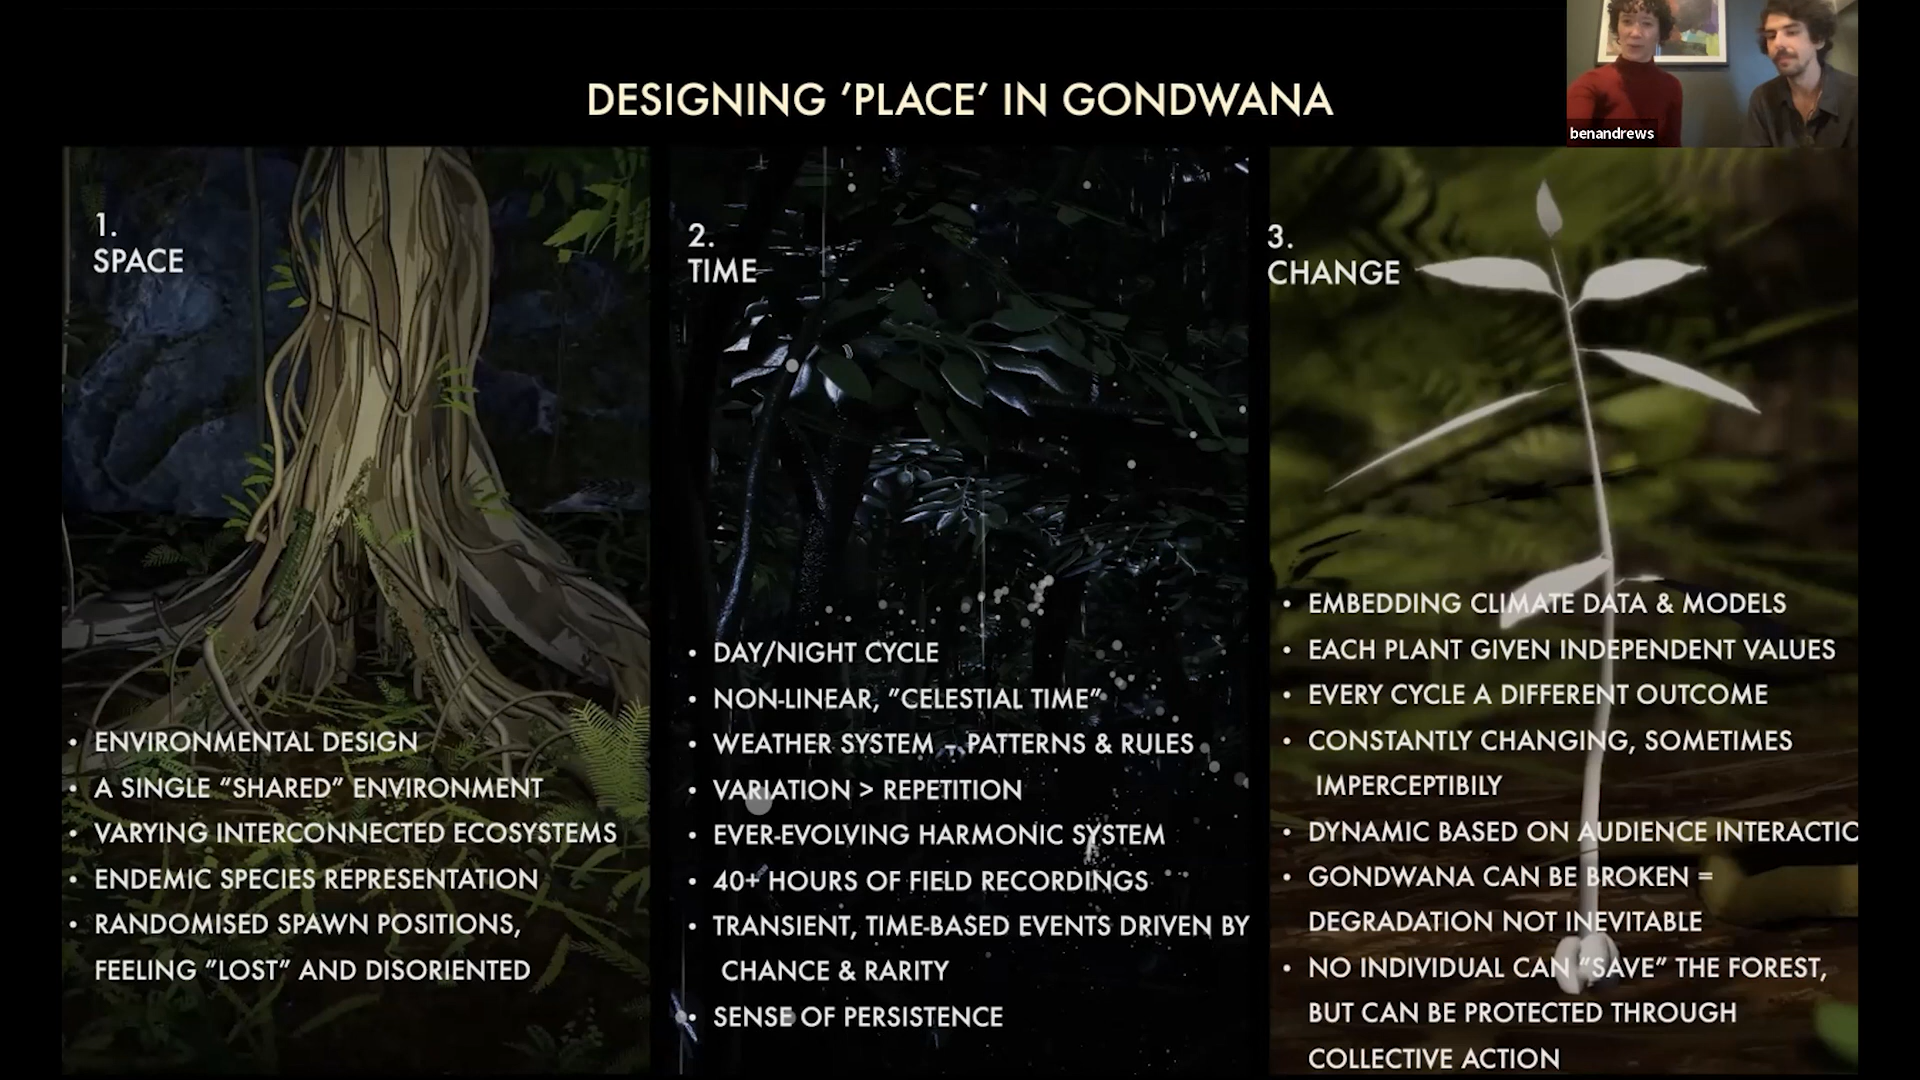 DESIGNING ‘PLACE’ IN GONDWANA
benandrews
1.
SPACE
• ENVIRONMENTAL DESIGN
• A SINGLE “SHARED” ENVIRONMENT
• VARYING INTERCONNECTED ECOSYSTEMS
• ENDEMIC SPECIES REPRESENTATION
• RANDOMISED SPAWN POSITIONS,
FEELING ”LOST” AND DISORIENTED
2.
TIME
• DAY/NIGHT CYCLE
• NON-LINEAR, ”CELESTIAL TIME”
• WEATHER SYSTEM – PATTERNS & RULES
• VARIATION > REPETITION
• EVER-EVOLVING HARMONIC SYSTEM
• 40+ HOURS OF FIELD RECORDINGS
• TRANSIENT, TIME-BASED EVENTS DRIVEN BY
CHANCE & RARITY
• SENSE OF PERSISTENCE
3.
CHANGE
• EMBEDDING CLIMATE DATA & MODELS
• EACH PLANT GIVEN INDEPENDENT VALUES
• EVERY CYCLE A DIFFERENT OUTCOME
• CONSTANTLY CHANGING, SOMETIMES
IMPERCEPTIBILY
• DYNAMIC BASED ON AUDIENCE INTERACTIO
• GONDWANA CAN BE BROKEN =
DEGRADATION NOT INEVITABLE
• NO INDIVIDUAL CAN “SAVE” THE FOREST,
BUT CAN BE PROTECTED THROUGH
COLLECTIVE ACTION